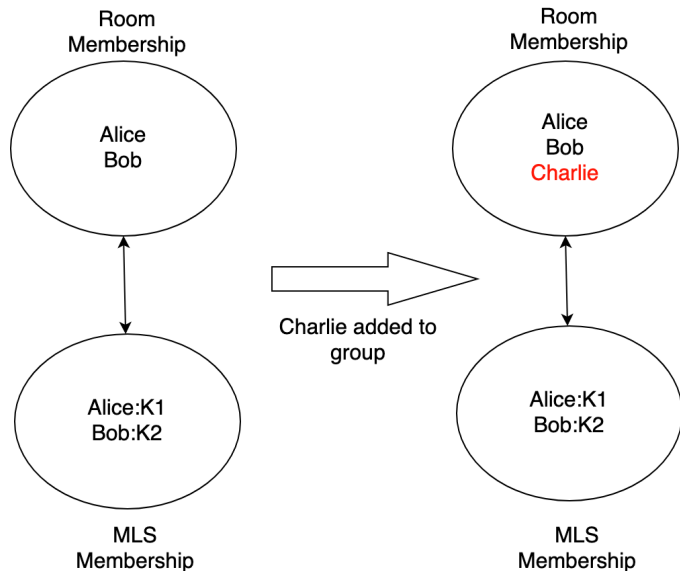 Room
Membership
Alice
Bob
Alice:K1
Bob:K2
MLS
Membership
Charlie added to
group
Room
Membership
Alice
Bob
Charlie
Alice:K1
Bob:K2
MLS
Membership